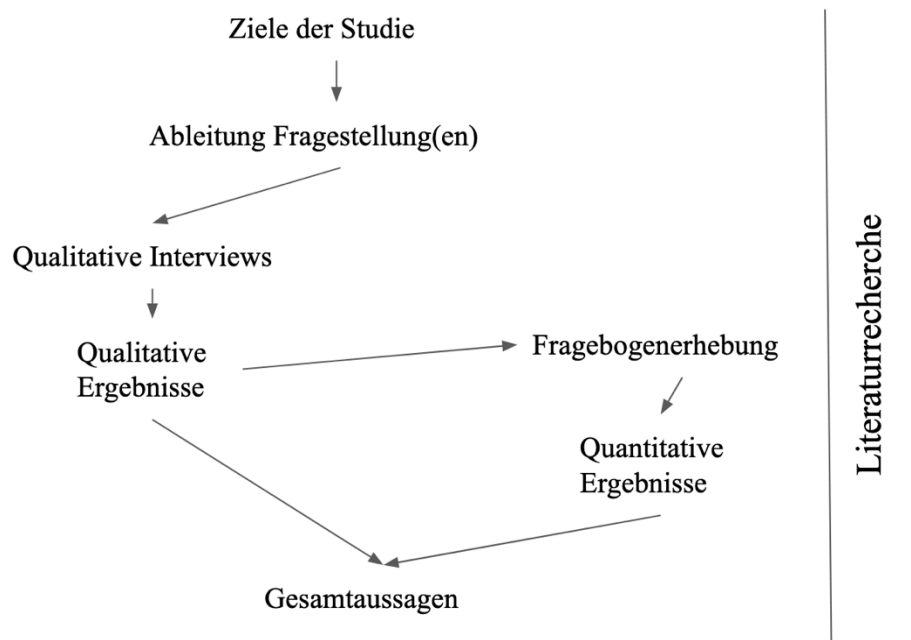 Ziele der Studie
Ableitung Fragestellung(en)
Qualitative Interviews
Qualitative
Ergebnisse
Fragebogenerhebung
Quantitative
Ergebnisse
Gesamtaussagen
Literaturrecherche